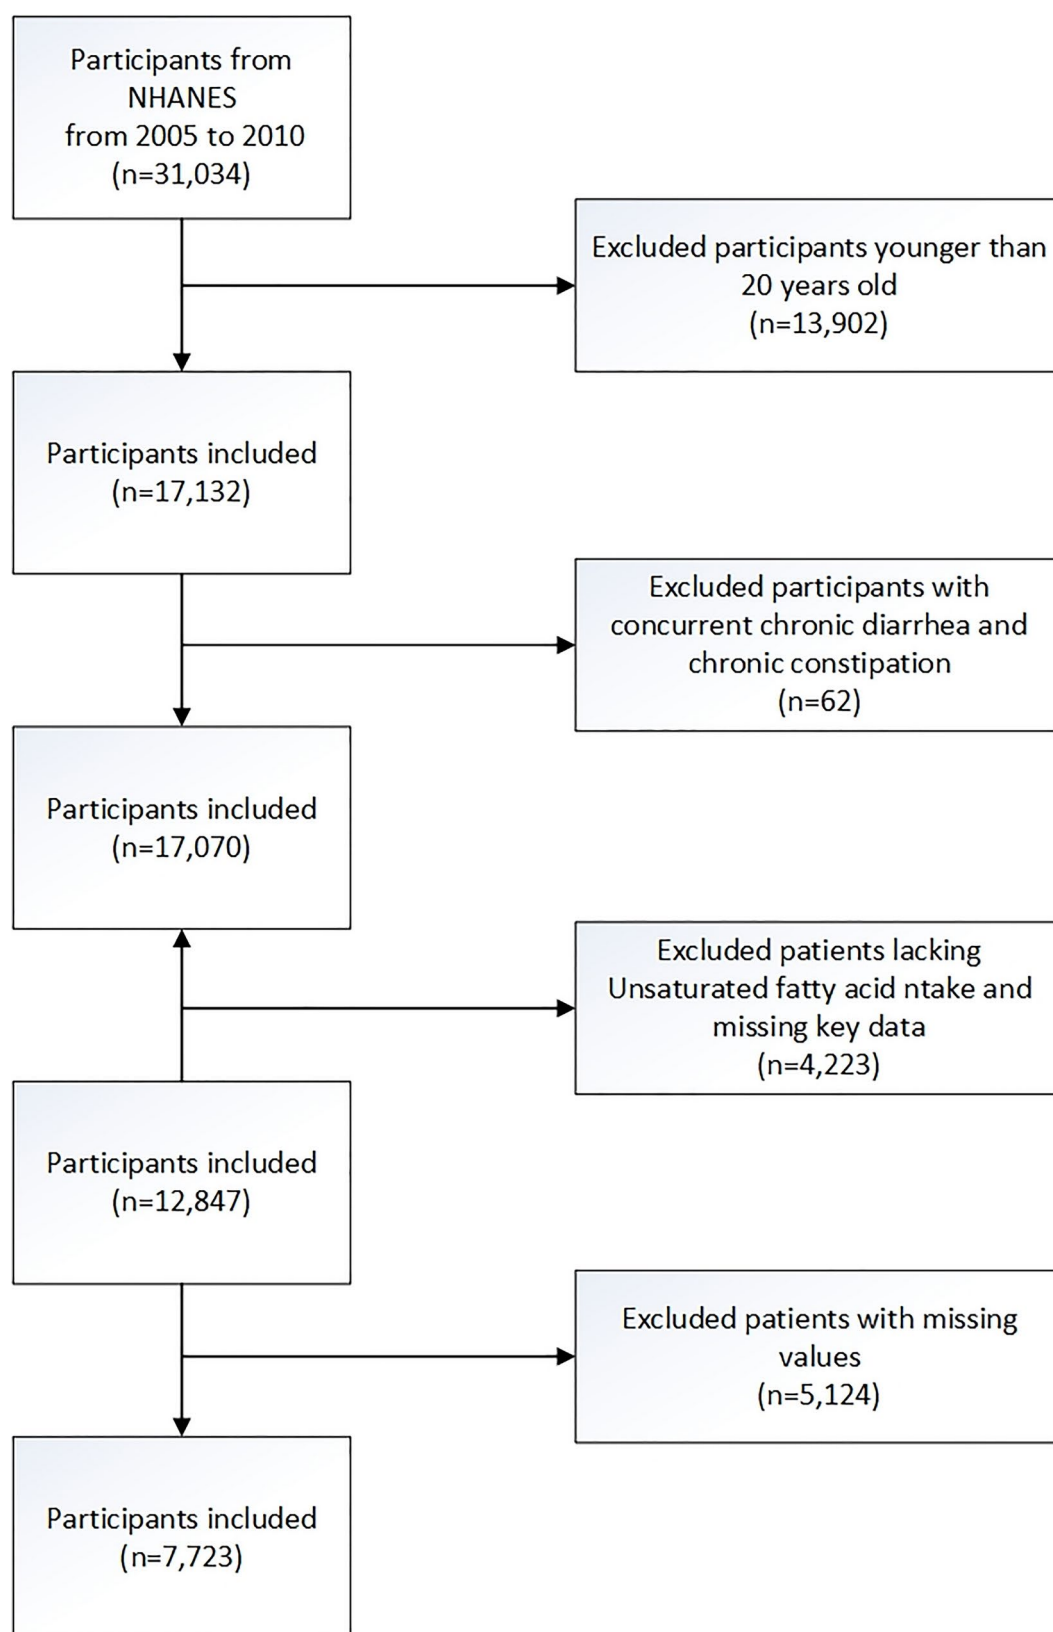 Participants from
NHANES
from 2005 to 2010
(n=31,034)
Excluded participants younger than
20 years old
(n=13,902)
Participants included
(n=17,132)
Excluded participants with
concurrent chronic diarrhea and
chronic constipation
(n=62)
Participants included
(n=17,070)
Excluded patients lacking
Unsaturated fatty acid ntake and
missing key data
(n=4,223)
Participants included
(n=12,847)
Excluded patients with missing
values
(n=5,124)
Participants included
(n=7,723)